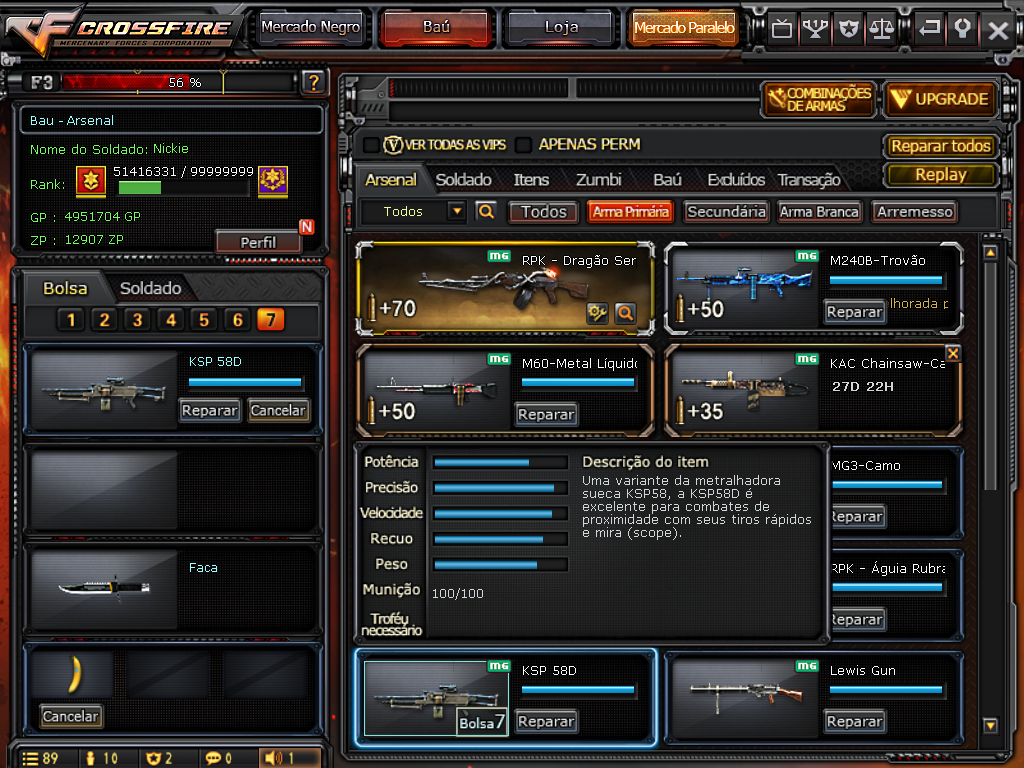 CROSSFIRE
MERCENARY FORCES CORPORATION
Mercado Negro
Baú
Loja
Mercado Paralelo
F3
56 %
?
Bau - Arsenal
Nome do Soldado: Nickie
Rank:
51416331 / 99999999
GP : 4951704 GP
ZP : 12907 ZP
N
Perfil
Bolsa
Soldado
1 2 3 4 5 6 7
KSP 58D
Reparar
Cancelar
Faca
Cancelar
89
10
2
0
1
COMBINAÇÕES
DE ARMAS
UPGRADE
VER TODAS AS VIPS
APENAS PERM
Reparar todos
Replay
Arsenal
Soldado
Itens
Zumbi
Baú
Excluídos
Transação
Todos
Todos
Arma Primária
Secundária
Arma Branca
Arremesso
MG
RPK - Dragão Ser
+70
MG
M240B-Trovão
+50
Reparar
lhorada p
MG
M60-Metal Líquido
+50
Reparar
MG
KAC Chainsaw-Ca
27D 22H
+35
Potência
Precisão
Velocidade
Recuo
Peso
Munição
100/100
Troféu
necessário
Descrição do item
Uma variante da metralhadora
sueca KSP58, a KSP58D é
excelente para combates de
proximidade com seus tiros rápidos
e mira (scope).
MG3-Camo
Reparar
RPK - Águia Rubra
Reparar
MG
KSP 58D
Bolsa 7
Reparar
MG
Lewis Gun
Reparar